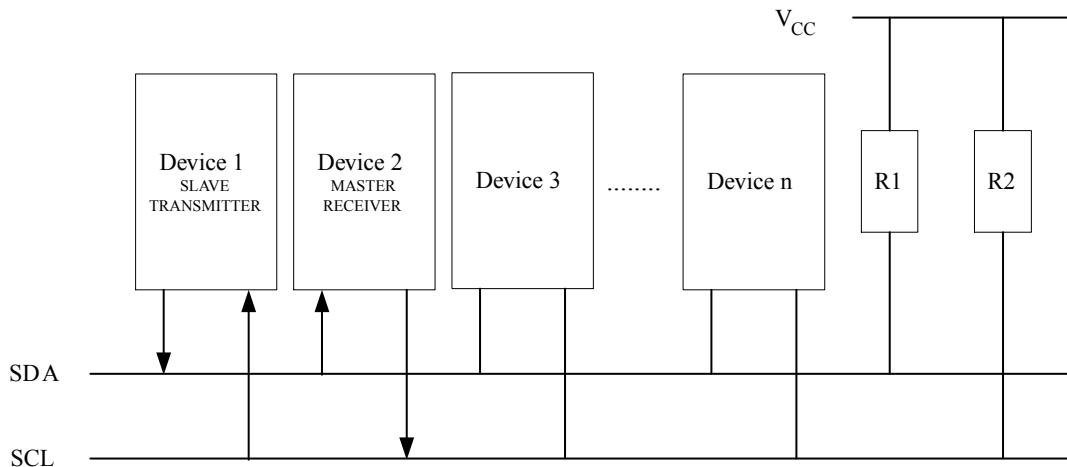 V_CC
Device 1
SLAVE
TRANSMITTER
Device 2
MASTER
RECEIVER
Device 3
........
Device n
R1
R2
SDA
SCL